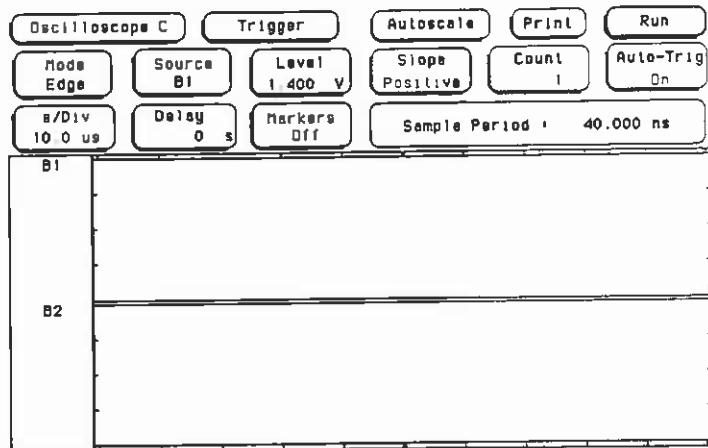 Oscilloscope C Trigger Autoscale Print Run
Mode Source Level Slope Count Auto-Trig
Edge B1 1.400 V Positive 1 On
s/Div Delay Markers Sample Period : 40.000 ns
10.0 us 0 s Off
B1
B2